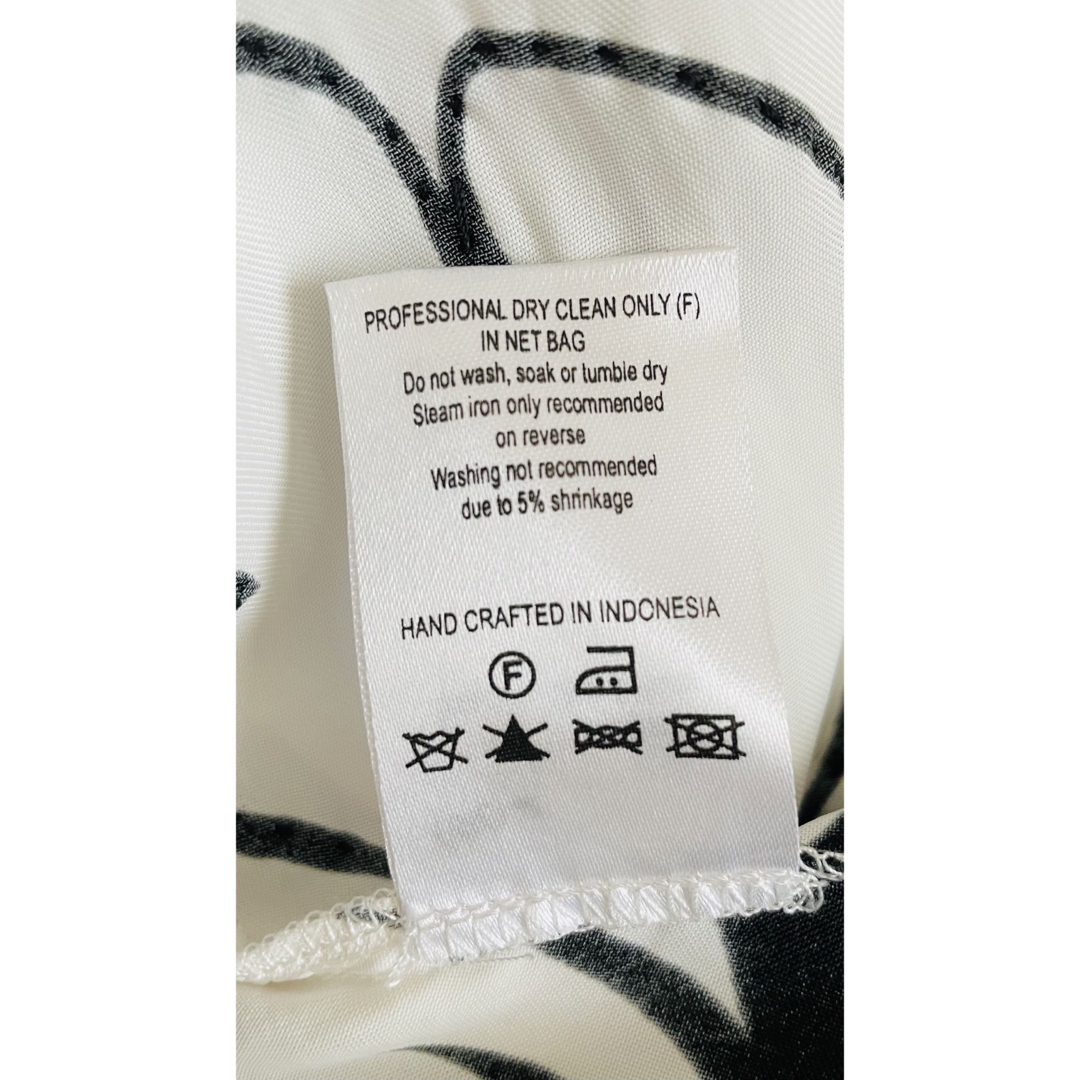 PROFESSIONAL DRY CLEAN ONLY (F)
IN NET BAG
Do not wash, soak or tumble dry
Steam iron only recommended
on reverse
Washing not recommended
due to 5% shrinkage
HAND CRAFTED IN INDONESIA
F